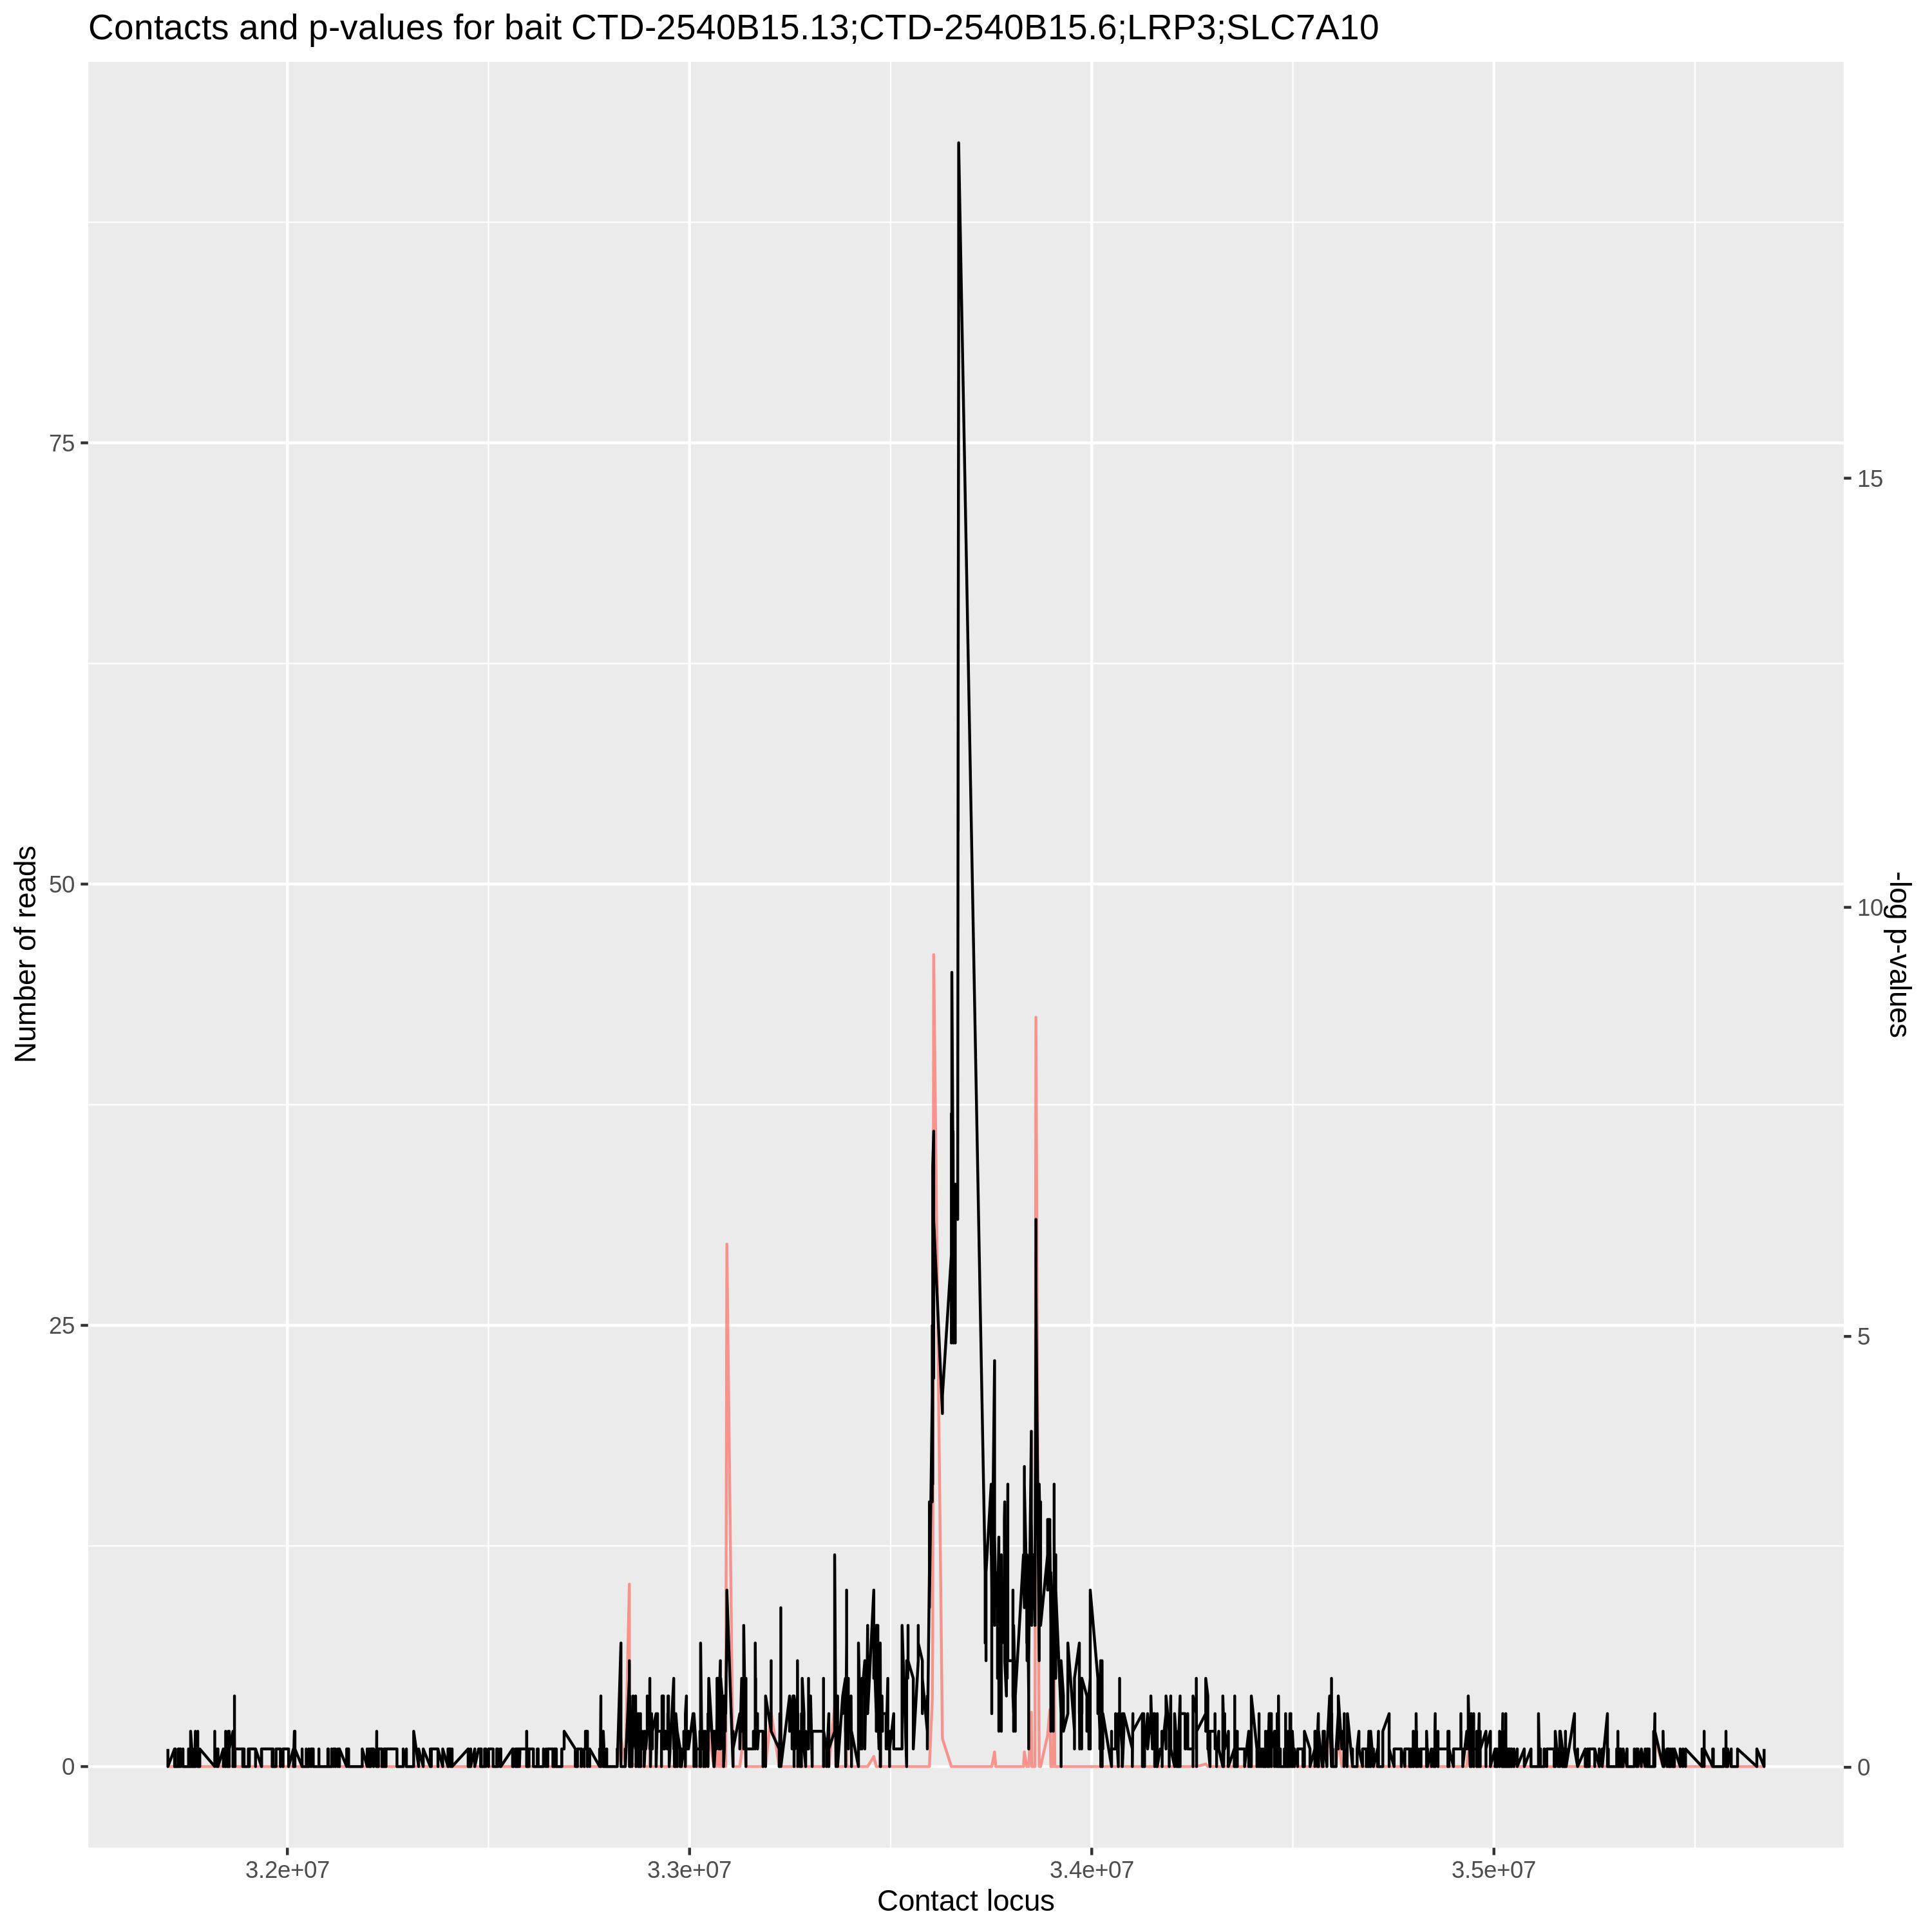 Contacts and p-values for bait CTD-2540B15.13;CTD-2540B15.6;LRP3;SLC7A10
75
50
25
0
Number of reads
15
10
5
0
-log p-values
3.2e+07
3.3e+07
3.4e+07
3.5e+07
Contact locus